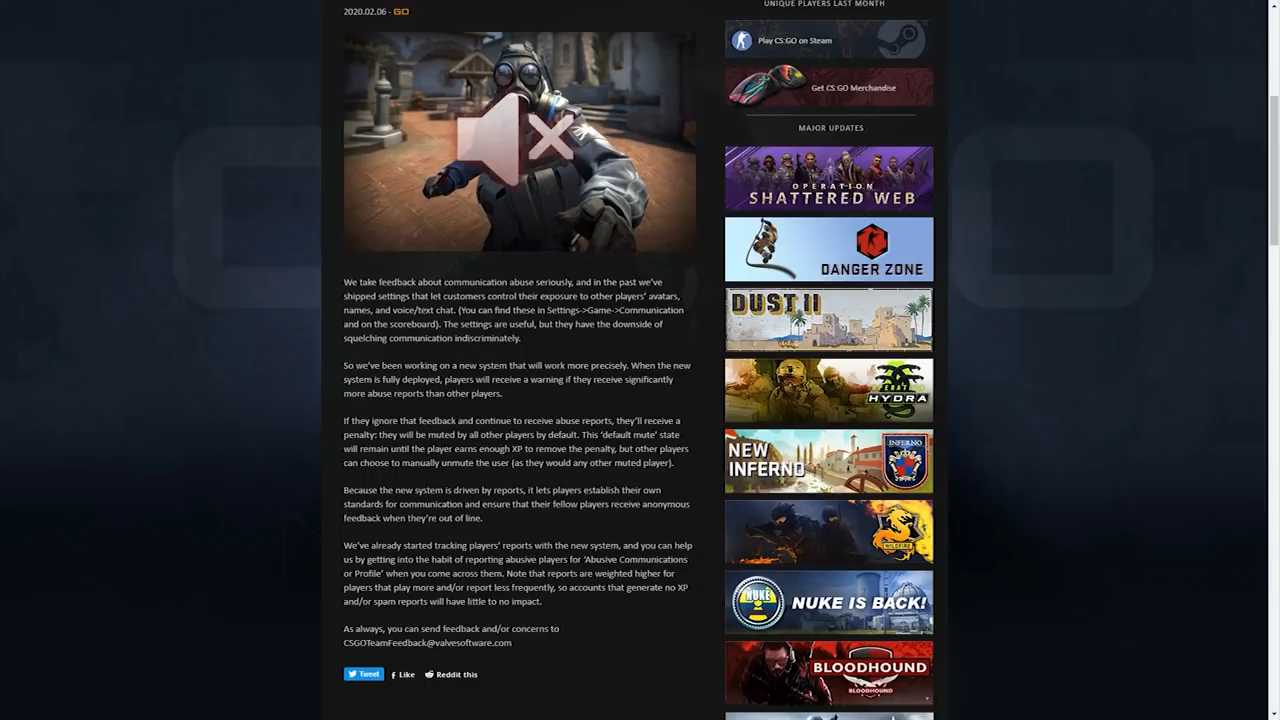 2020.02.06 - GO
We take feedback about communication abuse seriously, and in the past we've
shipped settings that let customers control their exposure to other players' avatars,
names, and voice/text chat. (You can find these in Settings->Game->Communication
and on the scoreboard). The settings are useful, but they have the downside of
squelching communication indiscriminately.
So we've been working on a new system that will work more precisely. When the new
system is fully deployed, players will receive a warning if they receive significantly
more abuse reports than other players.
If they ignore that feedback and continue to receive abuse reports, they'll receive a
penalty: they will be muted by all other players by default. This 'default mute' state
will remain until the player earns enough XP to remove the penalty, but other players
can choose to manually unmute the user (as they would any other muted player).
Because the new system is driven by reports, it lets players establish their own
standards for communication and ensure that their fellow players receive anonymous
feedback when they're out of line.
We've already started tracking players' reports with the new system, and you can help
us by getting into the habit of reporting abusive players for 'Abusive Communications
or Profile' when you come across them. Note that reports are weighted higher for
players that play more and/or report less frequently, so accounts that generate no XP
and/or spam reports will have little to no impact.
As always, you can send feedback and/or concerns to
CSGOTeamFeedback@valvesoftware.com
Tweet Like Reddit this
UNIQUE PLAYERS LAST MONTH
Play CS:GO on Steam
Get CS:GO Merchandise
MAJOR UPDATES
OPERATION
SHATTERED WEB
DANGER ZONE
DUST II
OPERATION
HYDRA
INFERNO
NEW
INFERNO
WILDFIRE
NUKE
NUKE IS BACK!
BLOODHOUND
BLOODHOUND